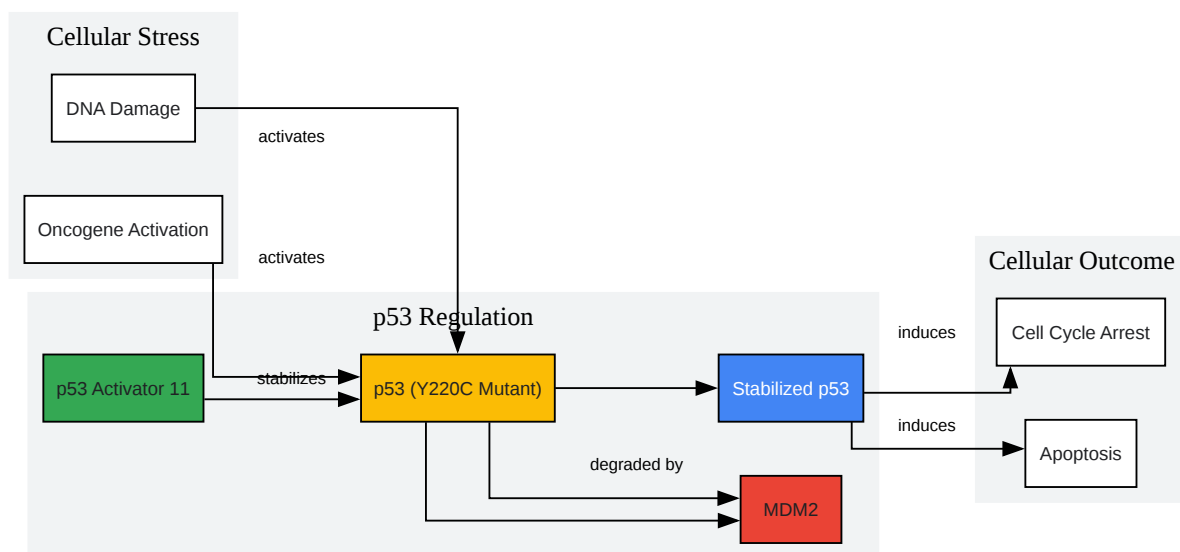 Cellular Stress
DNA Damage
activates
Oncogene Activation
activates
p53 Regulation
p53 Activator 11
stabilizes
p53 (Y220C Mutant)
Stabilized p53
degraded by
MDM2
Cellular Outcome
induces
Cell Cycle Arrest
induces
Apoptosis